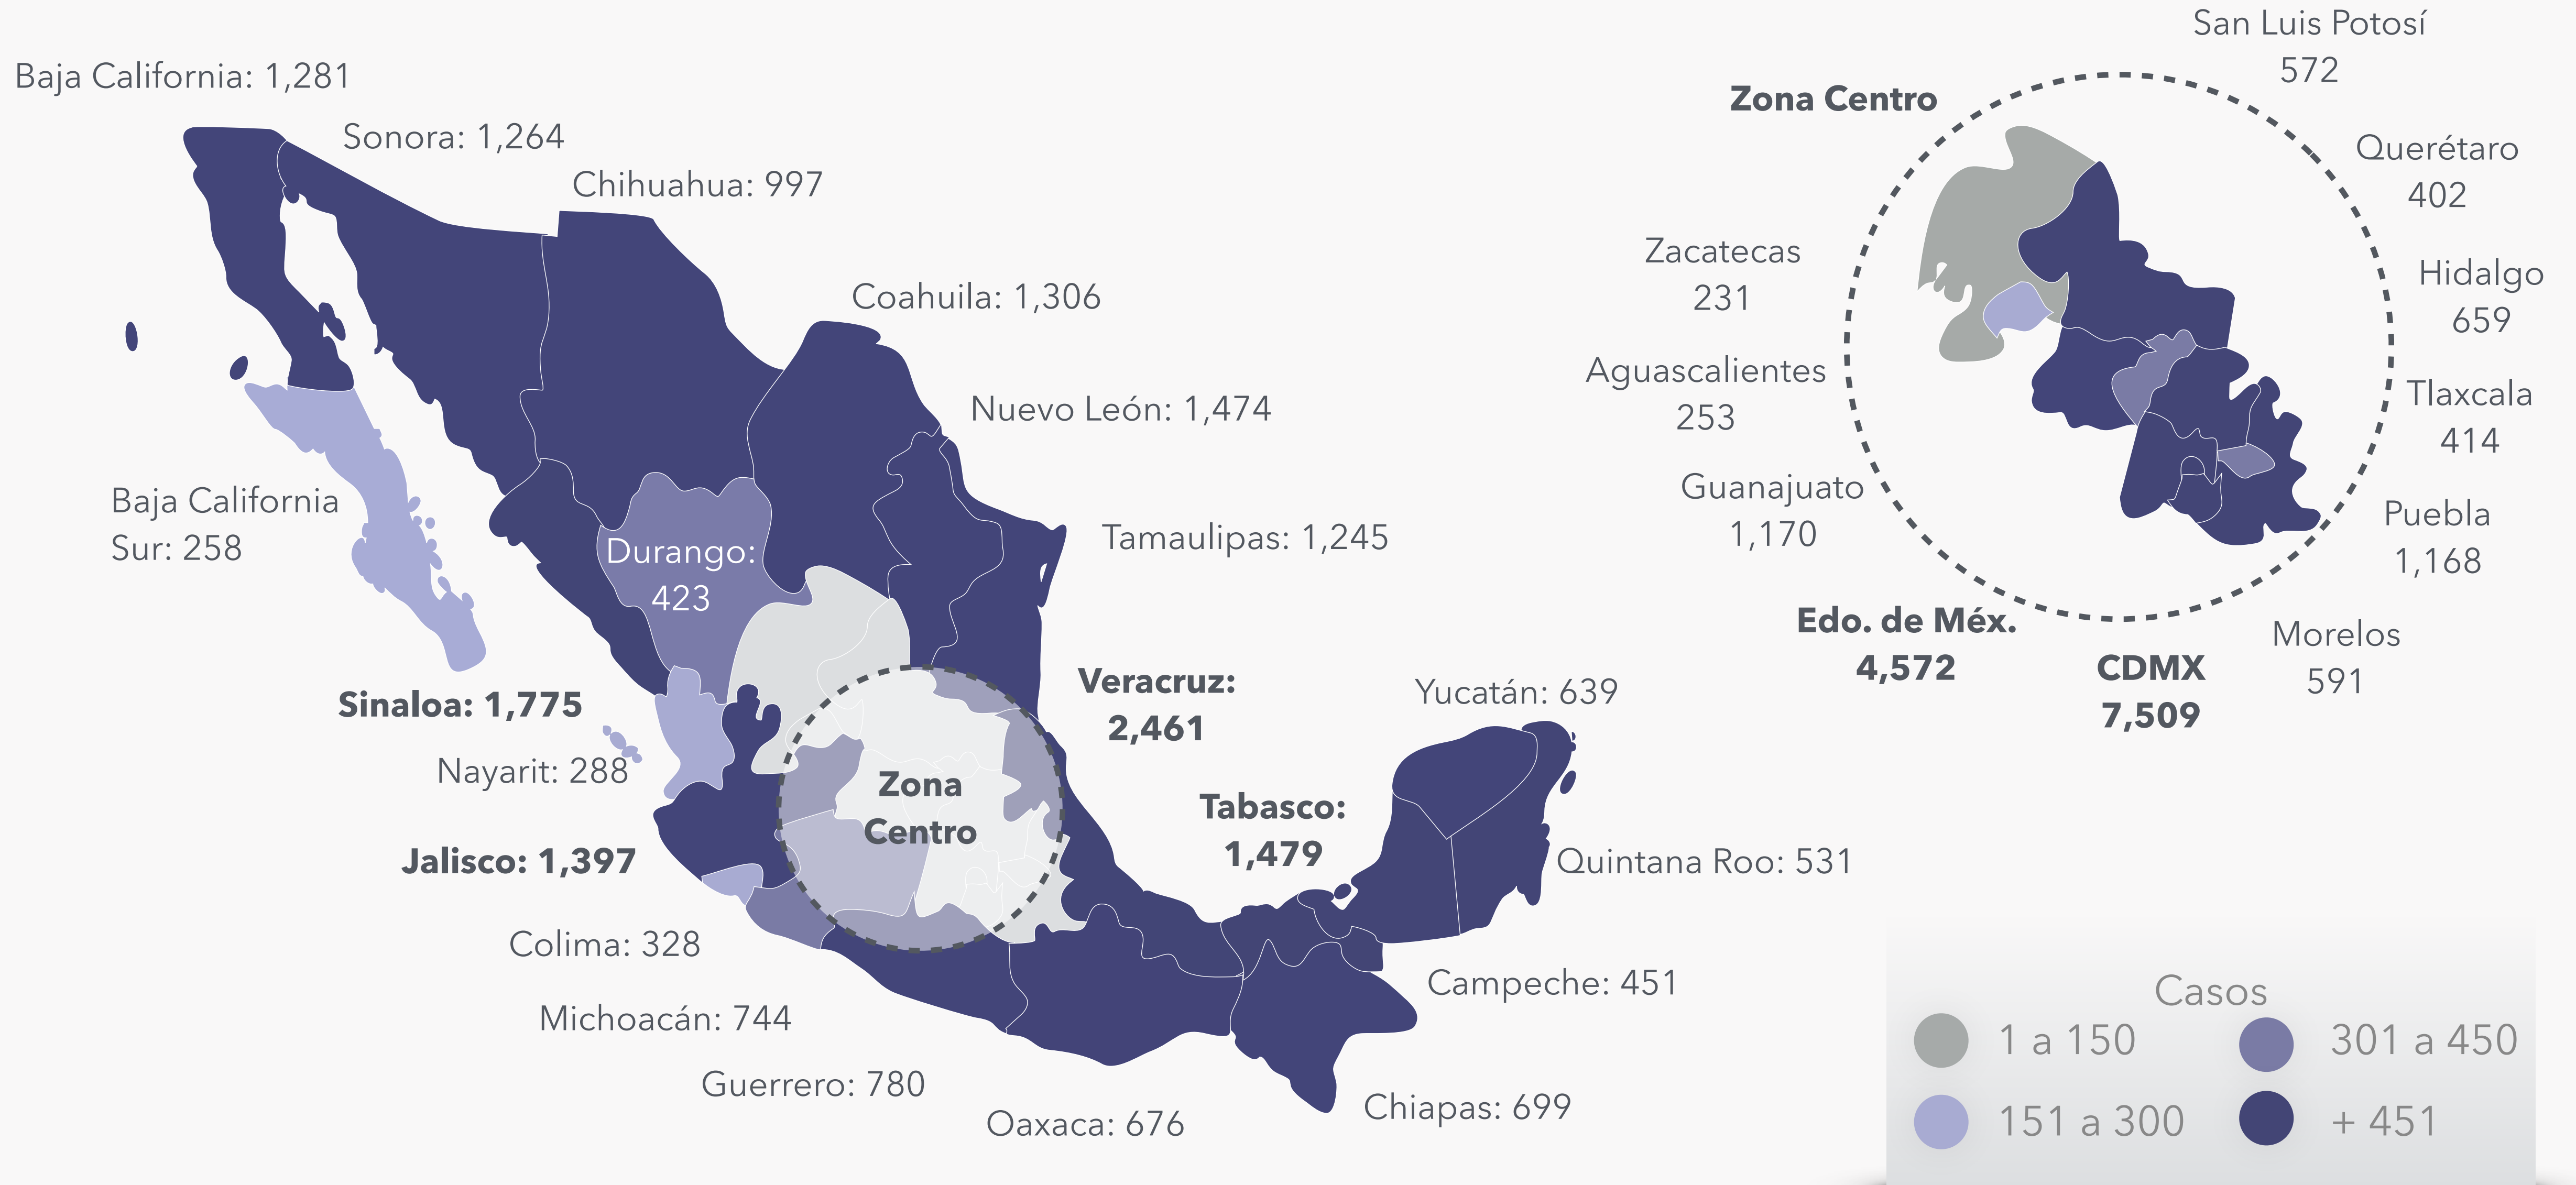 San Luis Potosí
572
Baja California: 1,281
Zona Centro
Sonora: 1,264
Querétaro
402
Chihuahua: 997
Zacatecas
231
Hidalgo
659
Coahuila: 1,306
Aguascalientes
253
Tlaxcala
414
Nuevo León: 1,474
Guanajuato
1,170
Baja California
Sur: 258
Puebla
1,168
Tamaulipas: 1,245
Durango:
423
Edo. de Méx.
4,572
Morelos
591
CDMX
7,509
Veracruz:
2,461
Sinaloa: 1,775
Yucatán: 639
Nayarit: 288
Zona
Centro
Tabasco:
1,479
Jalisco: 1,397
Quintana Roo: 531
Colima: 328
Campeche: 451
Michoacán: 744
Guerrero: 780
Oaxaca: 676
Chiapas: 699
Casos
1 a 150
301 a 450
151 a 300
+ 451